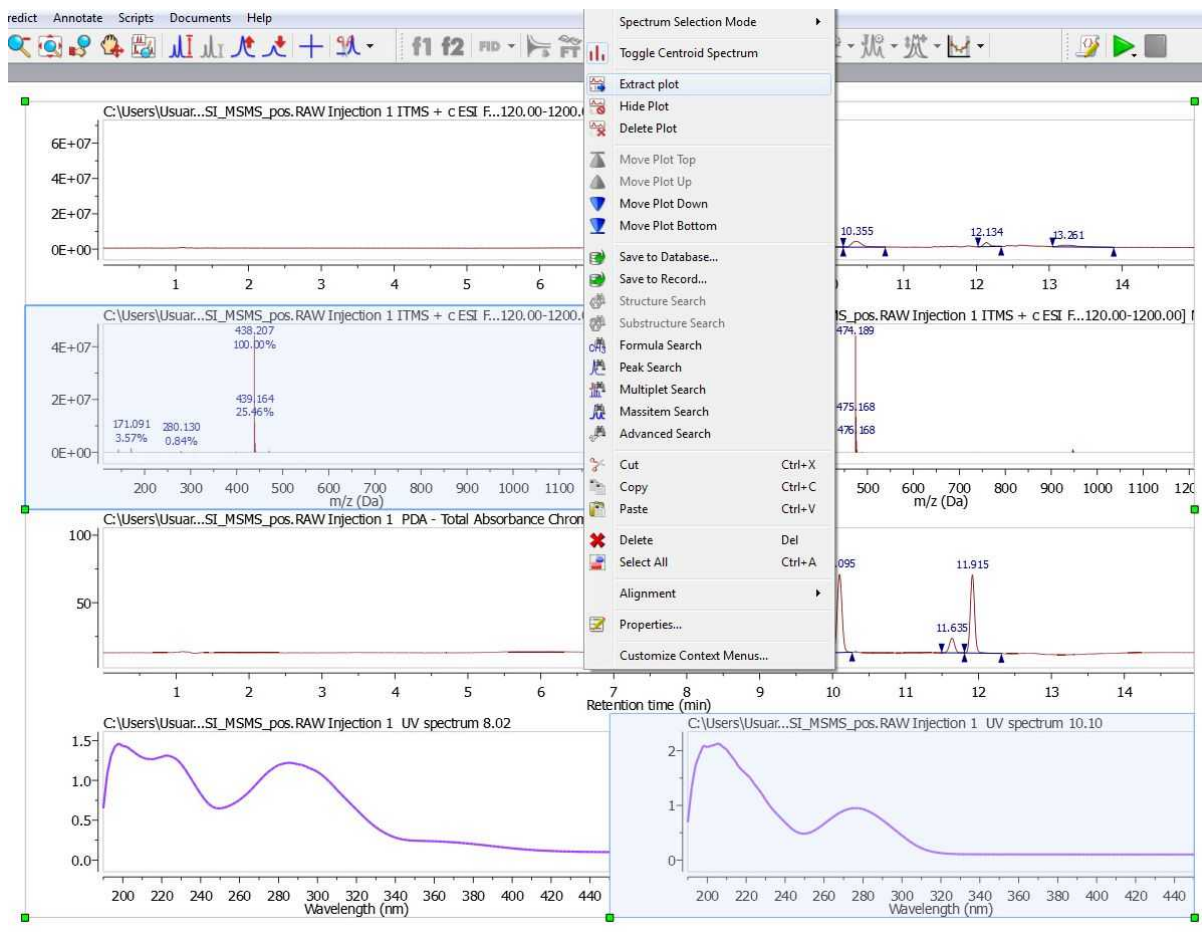 redict Annotate Scripts Documents Help
f1 f2 FID FT
Spectrum Selection Mode
Toggle Centroid Spectrum
Extract plot
Hide Plot
Delete Plot
Move Plot Top
Move Plot Up
Move Plot Down
Move Plot Bottom
Save to Database...
Save to Record...
Structure Search
Substructure Search
Formula Search
Peak Search
Multiplet Search
Massitem Search
Advanced Search
Cut Ctrl+X
Copy Ctrl+C
Paste Ctrl+V
Delete Del
Select All Ctrl+A
Alignment
Properties...
Customize Context Menus...
C:\Users\Usuar...SI_MSMS_pos.RAW Injection 1 ITMS + c ESI F...120.00-1200.
6E+07
4E+07
2E+07
0E+00
10.355 12.134 13.261
1 2 3 4 5 6 11 12 13 14
C:\Users\Usuar...SI_MSMS_pos.RAW Injection 1 ITMS + c ESI F...120.00-1200.
4E+07
2E+07
0E+00
438.207
100.00%
439.164
25.46%
171.091
3.57%
280.130
0.84%
200 300 400 500 600 700 800 900 1000 1100
m/z (Da)
MS_pos.RAW Injection 1 ITMS + c ESI F...120.00-1200.00]
474.189
475.168
476.168
500 600 700 800 900 1000 1100 120
m/z (Da)
C:\Users\Usuar...SI_MSMS_pos.RAW Injection 1 PDA - Total Absorbance Chrom
100
50
095 11.635 11.915
1 2 3 4 5 6 7 8 9 10 11 12 13 14
Retention time (min)
C:\Users\Usuar...SI_MSMS_pos.RAW Injection 1 UV spectrum 8.02
1.5
1.0
0.5
0.0
200 220 240 260 280 300 320 340 360 380 400 420 440
Wavelength (nm)
C:\Users\Usuar...SI_MSMS_pos.RAW Injection 1 UV spectrum 10.10
2
1
0
200 220 240 260 280 300 320 340 360 380 400 420 440
Wavelength (nm)